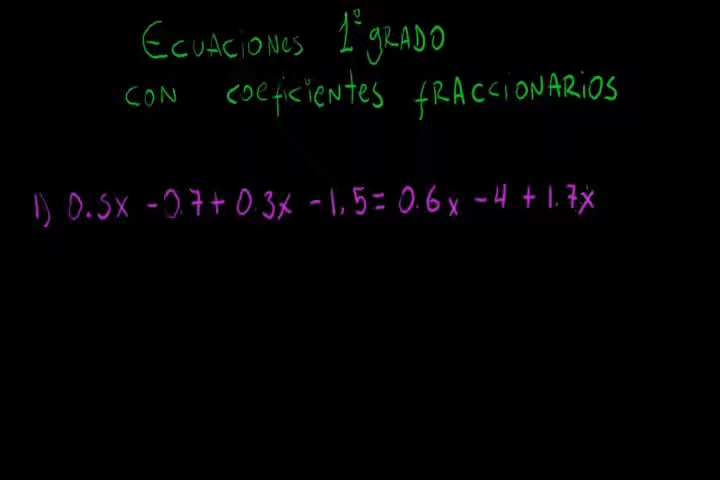 Ecuaciones 1º grado
con coeficientes fraccionarios
1) 0.5x - 0.7 + 0.3x - 1.5 = 0.6x - 4 + 1.7x